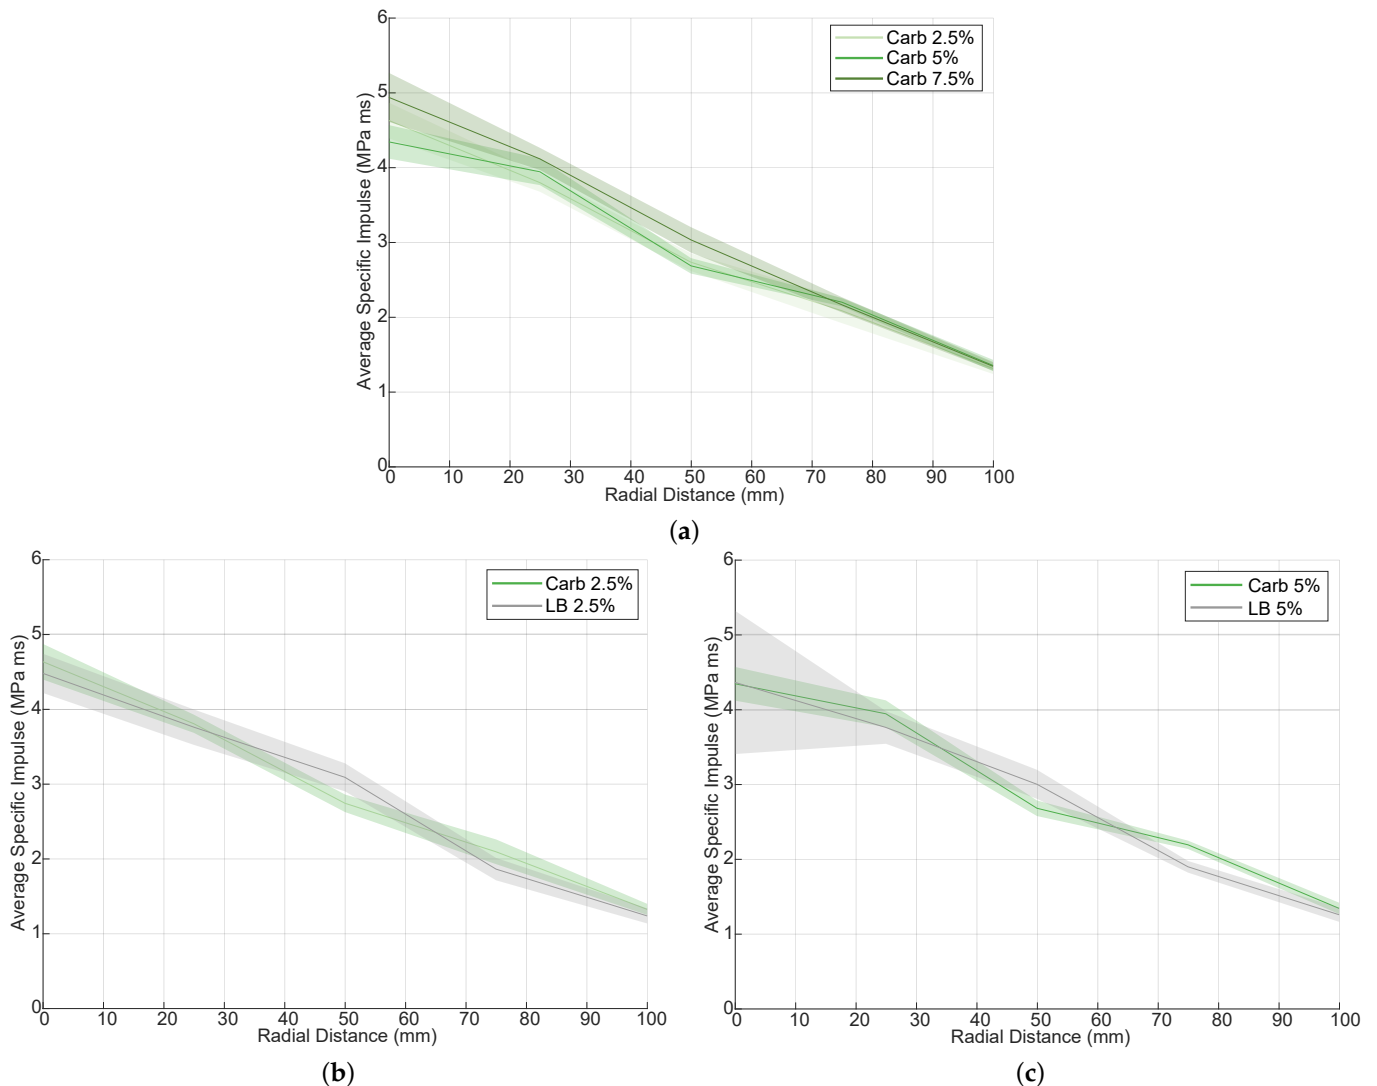 6
5
4
3
2
1
0
Average Specific Impulse (MPa ms)
Carb 2.5%
Carb 5%
Carb 7.5%
0 10 20 30 40 50 60 70 80 90 100
Radial Distance (mm)
(a)
6
5
4
3
2
1
0
Average Specific Impulse (MPa ms)
Carb 2.5%
LB 2.5%
0 10 20 30 40 50 60 70 80 90 100
Radial Distance (mm)
(b)
6
5
4
3
2
1
0
Average Specific Impulse (MPa ms)
Carb 5%
LB 5%
0 10 20 30 40 50 60 70 80 90 100
Radial Distance (mm)
(c)